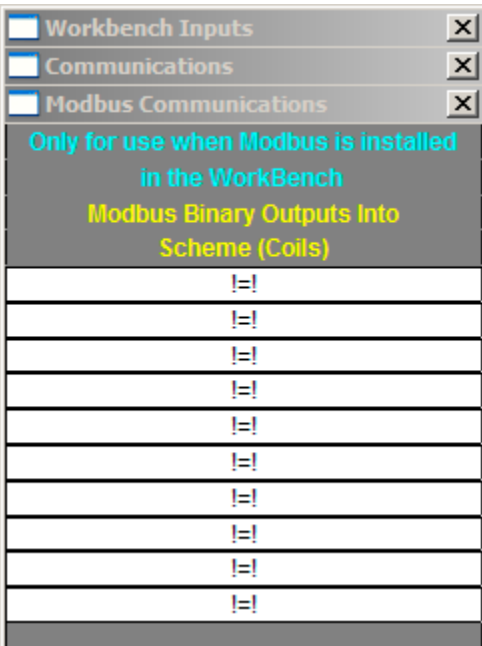 Workbench Inputs
Communications
Modbus Communications
Only for use when Modbus is installed
in the WorkBench
Modbus Binary Outputs Into
Scheme (Coils)
!=!
!=!
!=!
!=!
!=!
!=!
!=!
!=!
!=!
!=!